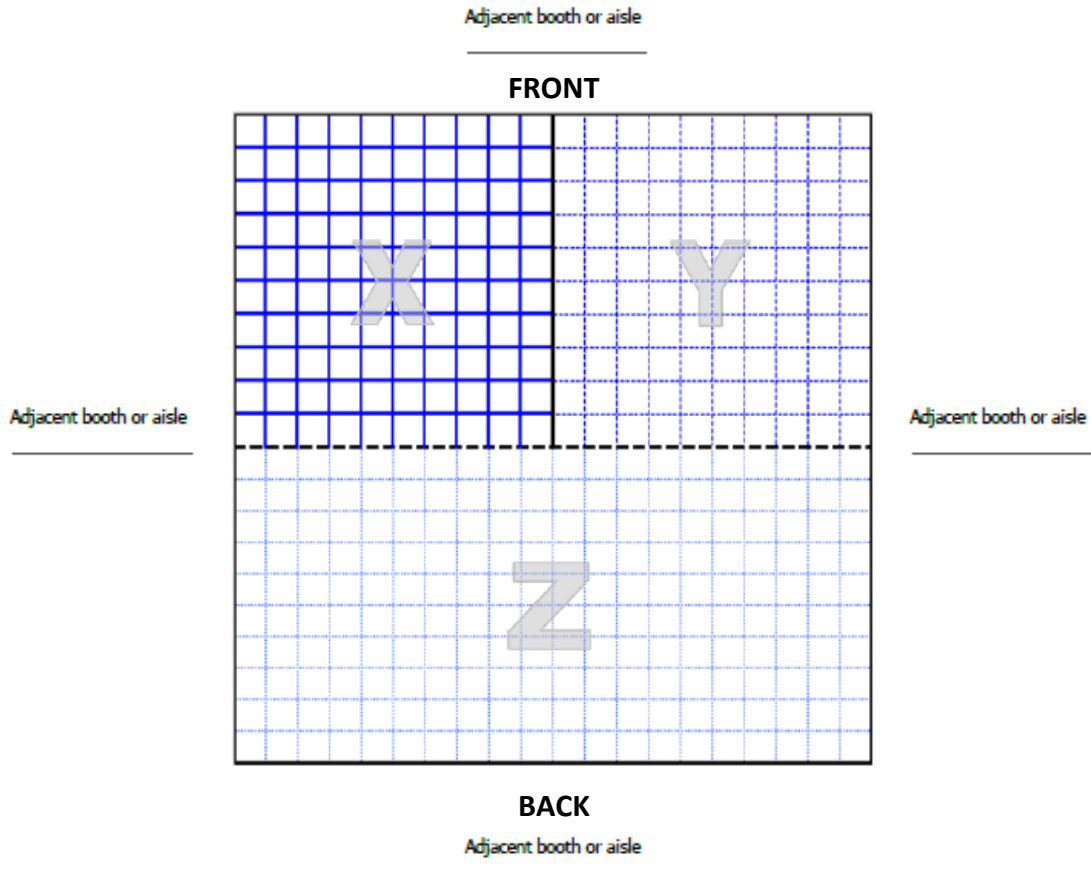 Adjacent booth or aisle
FRONT
X
Y
Adjacent booth or aisle
Adjacent booth or aisle
Z
BACK
Adjacent booth or aisle